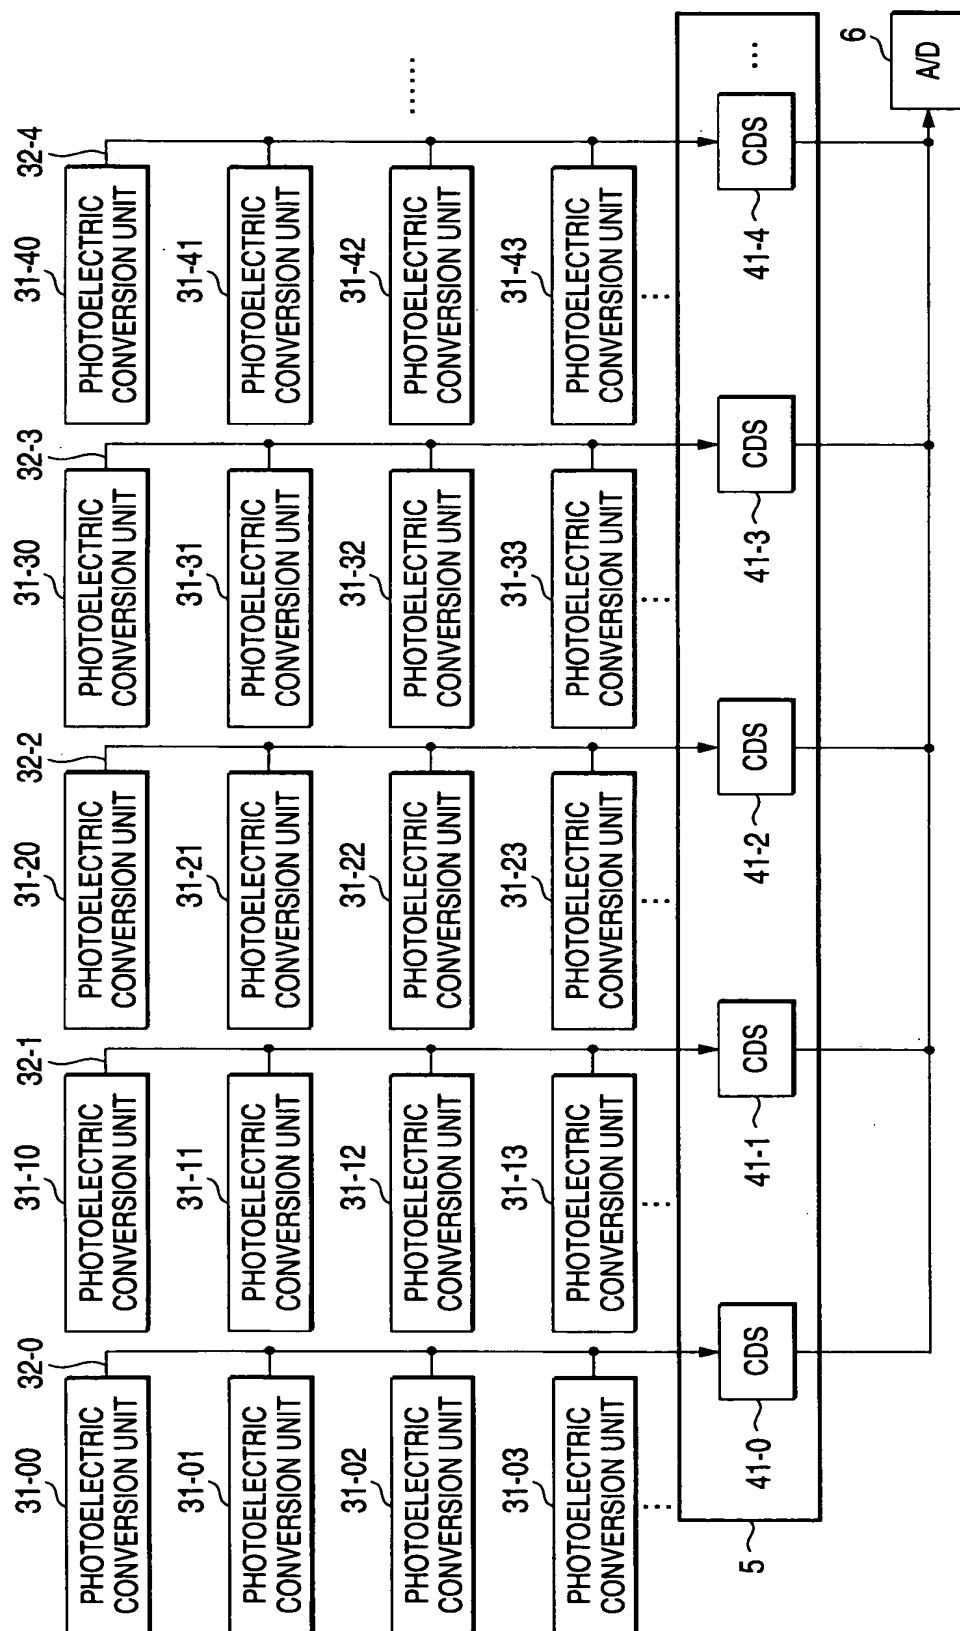 31-00
PHOTOELECTRIC
CONVERSION UNIT
32-0
31-10
PHOTOELECTRIC
CONVERSION UNIT
32-1
31-20
PHOTOELECTRIC
CONVERSION UNIT
32-2
31-30
PHOTOELECTRIC
CONVERSION UNIT
32-3
31-40
PHOTOELECTRIC
CONVERSION UNIT
32-4
31-01
PHOTOELECTRIC
CONVERSION UNIT
31-11
PHOTOELECTRIC
CONVERSION UNIT
31-21
PHOTOELECTRIC
CONVERSION UNIT
31-31
PHOTOELECTRIC
CONVERSION UNIT
31-41
PHOTOELECTRIC
CONVERSION UNIT
31-02
PHOTOELECTRIC
CONVERSION UNIT
31-12
PHOTOELECTRIC
CONVERSION UNIT
31-22
PHOTOELECTRIC
CONVERSION UNIT
31-32
PHOTOELECTRIC
CONVERSION UNIT
31-42
PHOTOELECTRIC
CONVERSION UNIT
......
31-03
PHOTOELECTRIC
CONVERSION UNIT
...
31-13
PHOTOELECTRIC
CONVERSION UNIT
...
31-23
PHOTOELECTRIC
CONVERSION UNIT
...
31-33
PHOTOELECTRIC
CONVERSION UNIT
...
31-43
PHOTOELECTRIC
CONVERSION UNIT
...
5
41-0
CDS
41-1
CDS
41-2
CDS
41-3
CDS
41-4
CDS
...
6
A/D